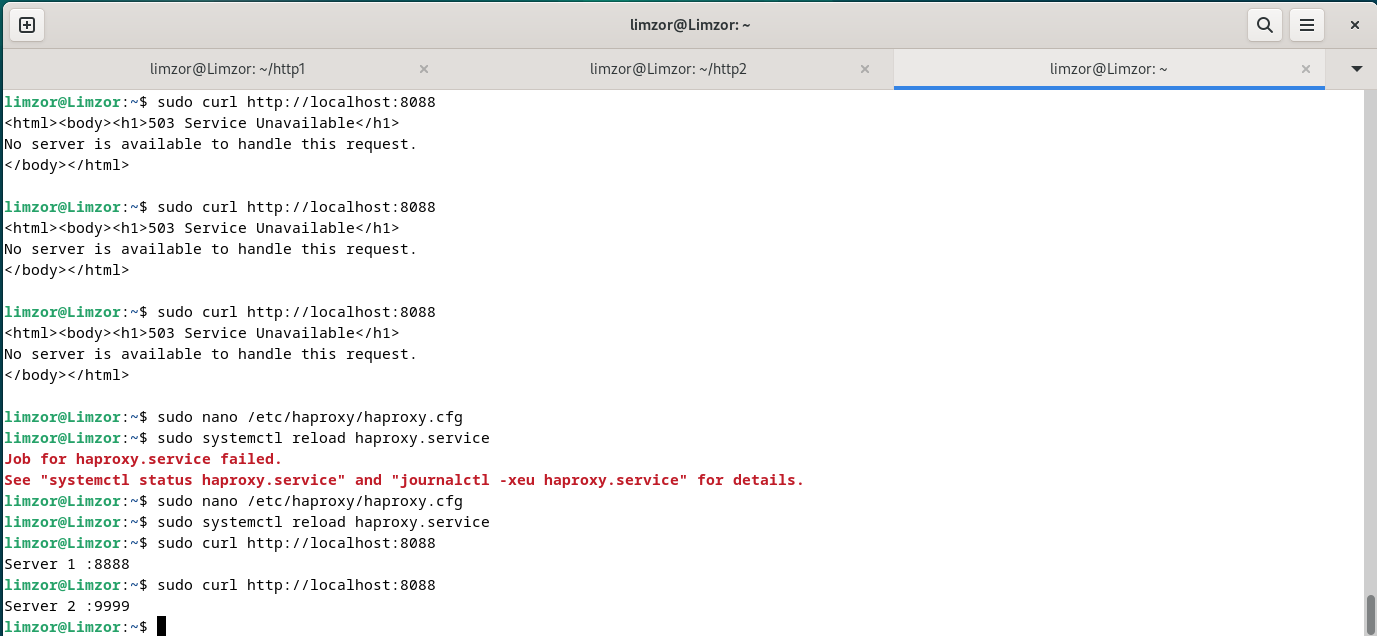 limzor@Limzor: ~
limzor@Limzor: ~/http1
limzor@Limzor: ~/http2
limzor@Limzor: ~
limzor@Limzor:~$ sudo curl http://localhost:8088
<html><body><h1>503 Service Unavailable</h1>
No server is available to handle this request.
</body></html>
limzor@Limzor:~$ sudo curl http://localhost:8088
<html><body><h1>503 Service Unavailable</h1>
No server is available to handle this request.
</body></html>
limzor@Limzor:~$ sudo curl http://localhost:8088
<html><body><h1>503 Service Unavailable</h1>
No server is available to handle this request.
</body></html>
limzor@Limzor:~$ sudo nano /etc/haproxy/haproxy.cfg
limzor@Limzor:~$ sudo systemctl reload haproxy.service
Job for haproxy.service failed.
See "systemctl status haproxy.service" and "journalctl -xeu haproxy.service" for details.
limzor@Limzor:~$ sudo nano /etc/haproxy/haproxy.cfg
limzor@Limzor:~$ sudo systemctl reload haproxy.service
limzor@Limzor:~$ sudo curl http://localhost:8088
Server 1 :8888
limzor@Limzor:~$ sudo curl http://localhost:8088
Server 2 :9999
limzor@Limzor:~$